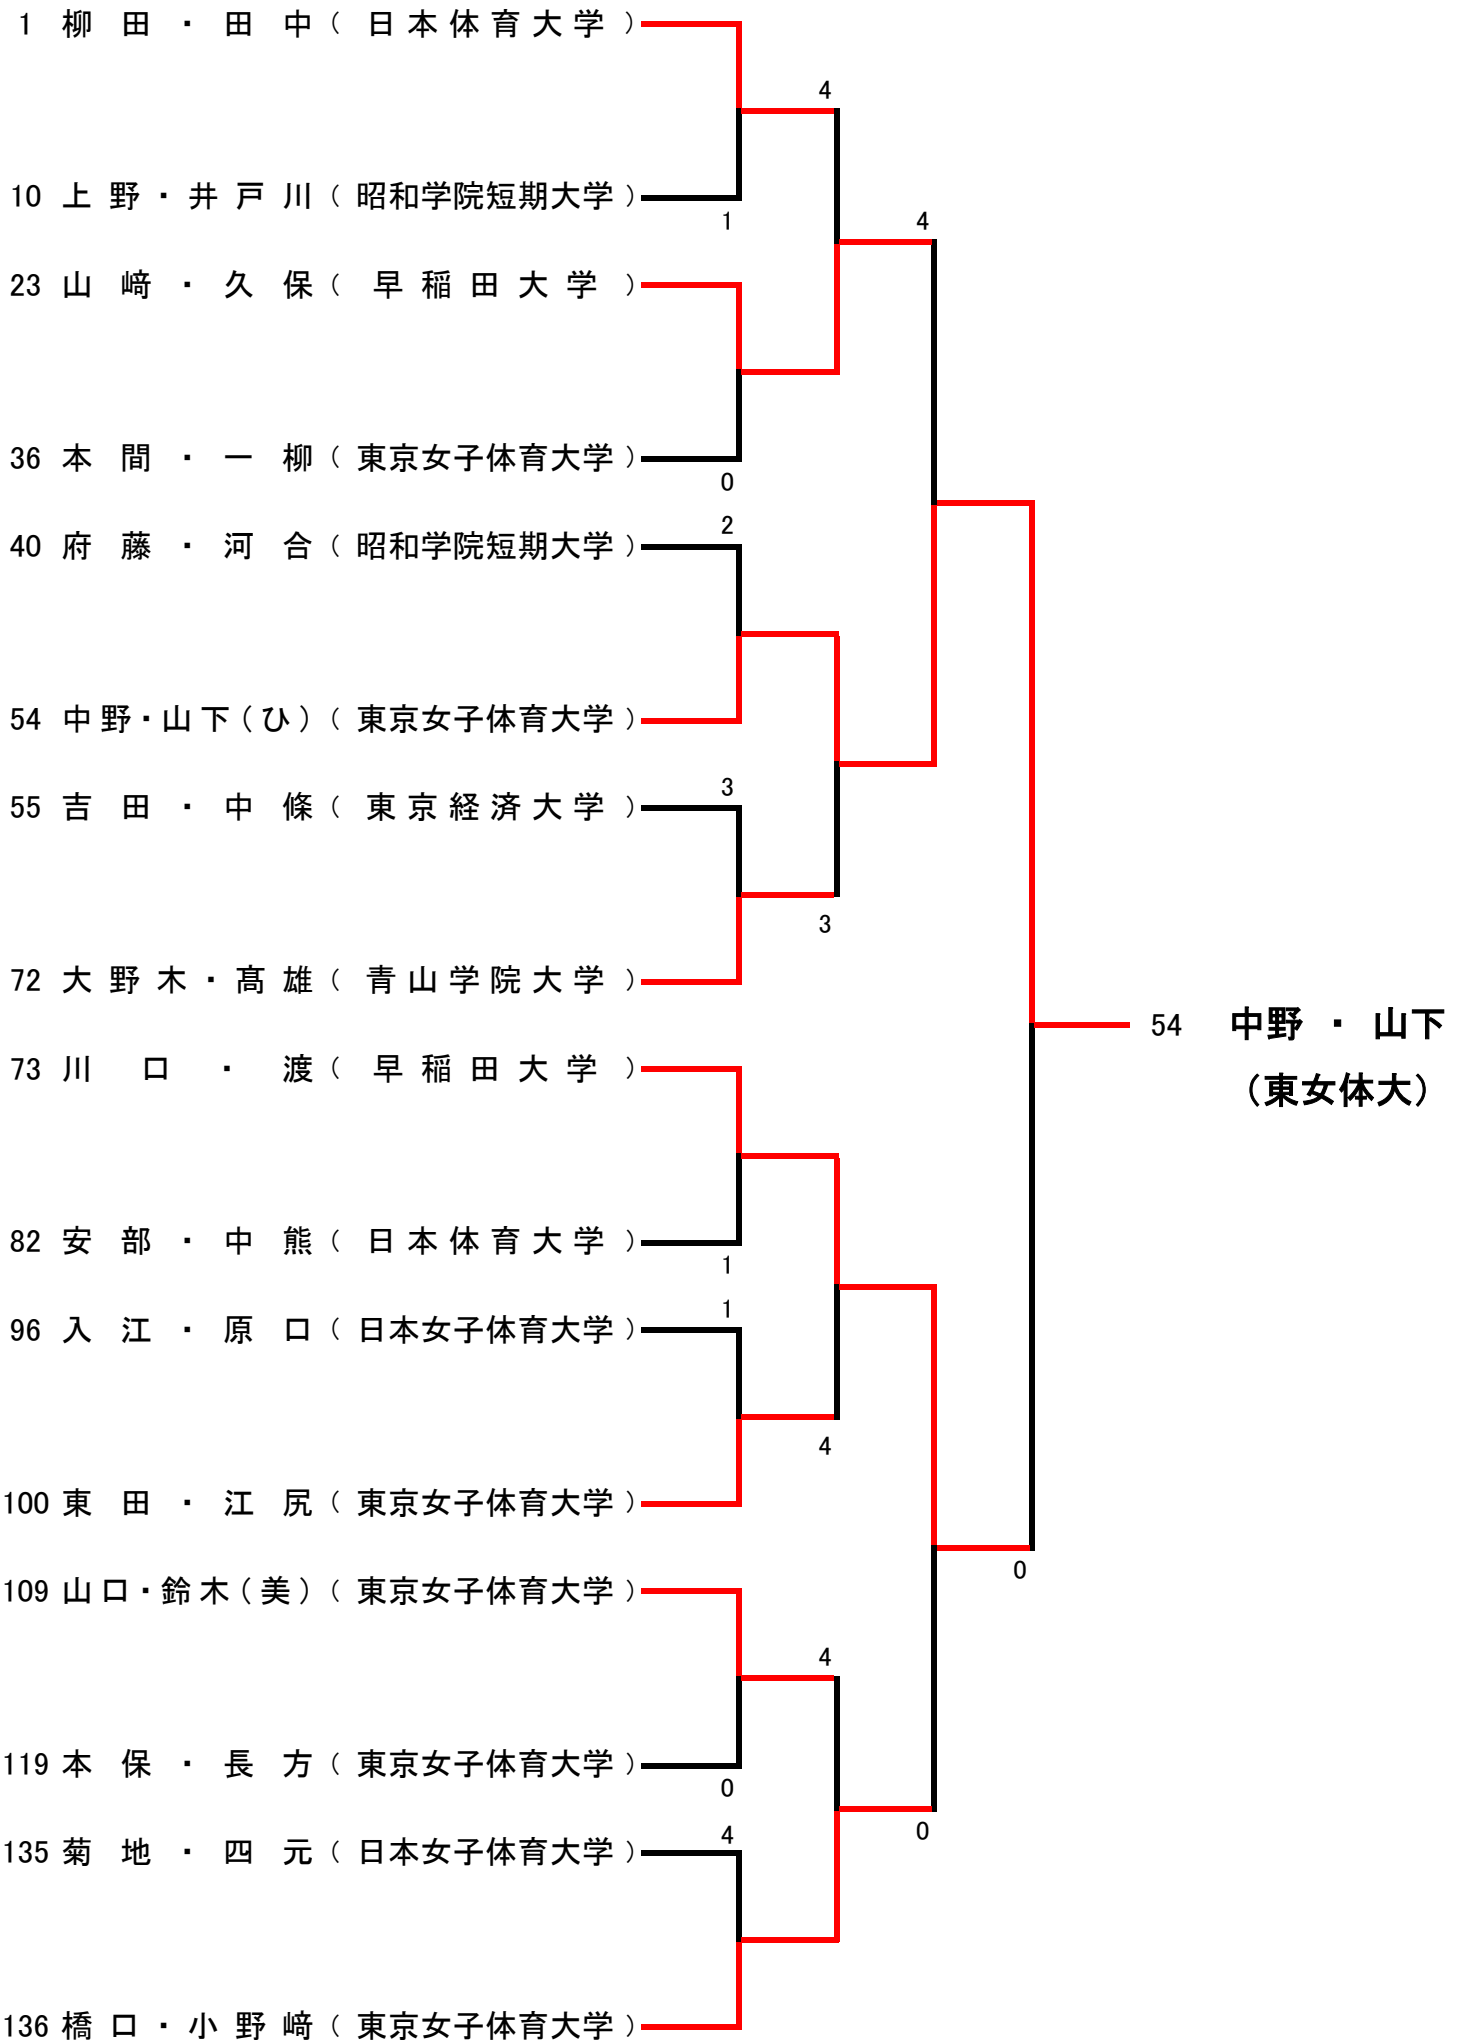 1 柳田・田中（日本体育大学）
4
10 上野・井戸川（昭和学院短期大学）
1
4
23 山﨑・久保（早稲田大学）
36 本間・一柳（東京女子体育大学）
0
2
40 府藤・河合（昭和学院短期大学）
54 中野・山下(ひ)（東京女子体育大学）
3
55 吉田・中條（東京経済大学）
3
72 大野木・髙雄（青山学院大学）
54 中野・山下
（東女体大）
73 川口・渡（早稲田大学）
82 安部・中熊（日本体育大学）
1
1
96 入江・原口（日本女子体育大学）
4
100 東田・江尻（東京女子体育大学）
0
109 山口・鈴木(美)（東京女子体育大学）
4
119 本保・長方（東京女子体育大学）
0
4
0
135 菊地・四元（日本女子体育大学）
136 橋口・小野﨑（東京女子体育大学）